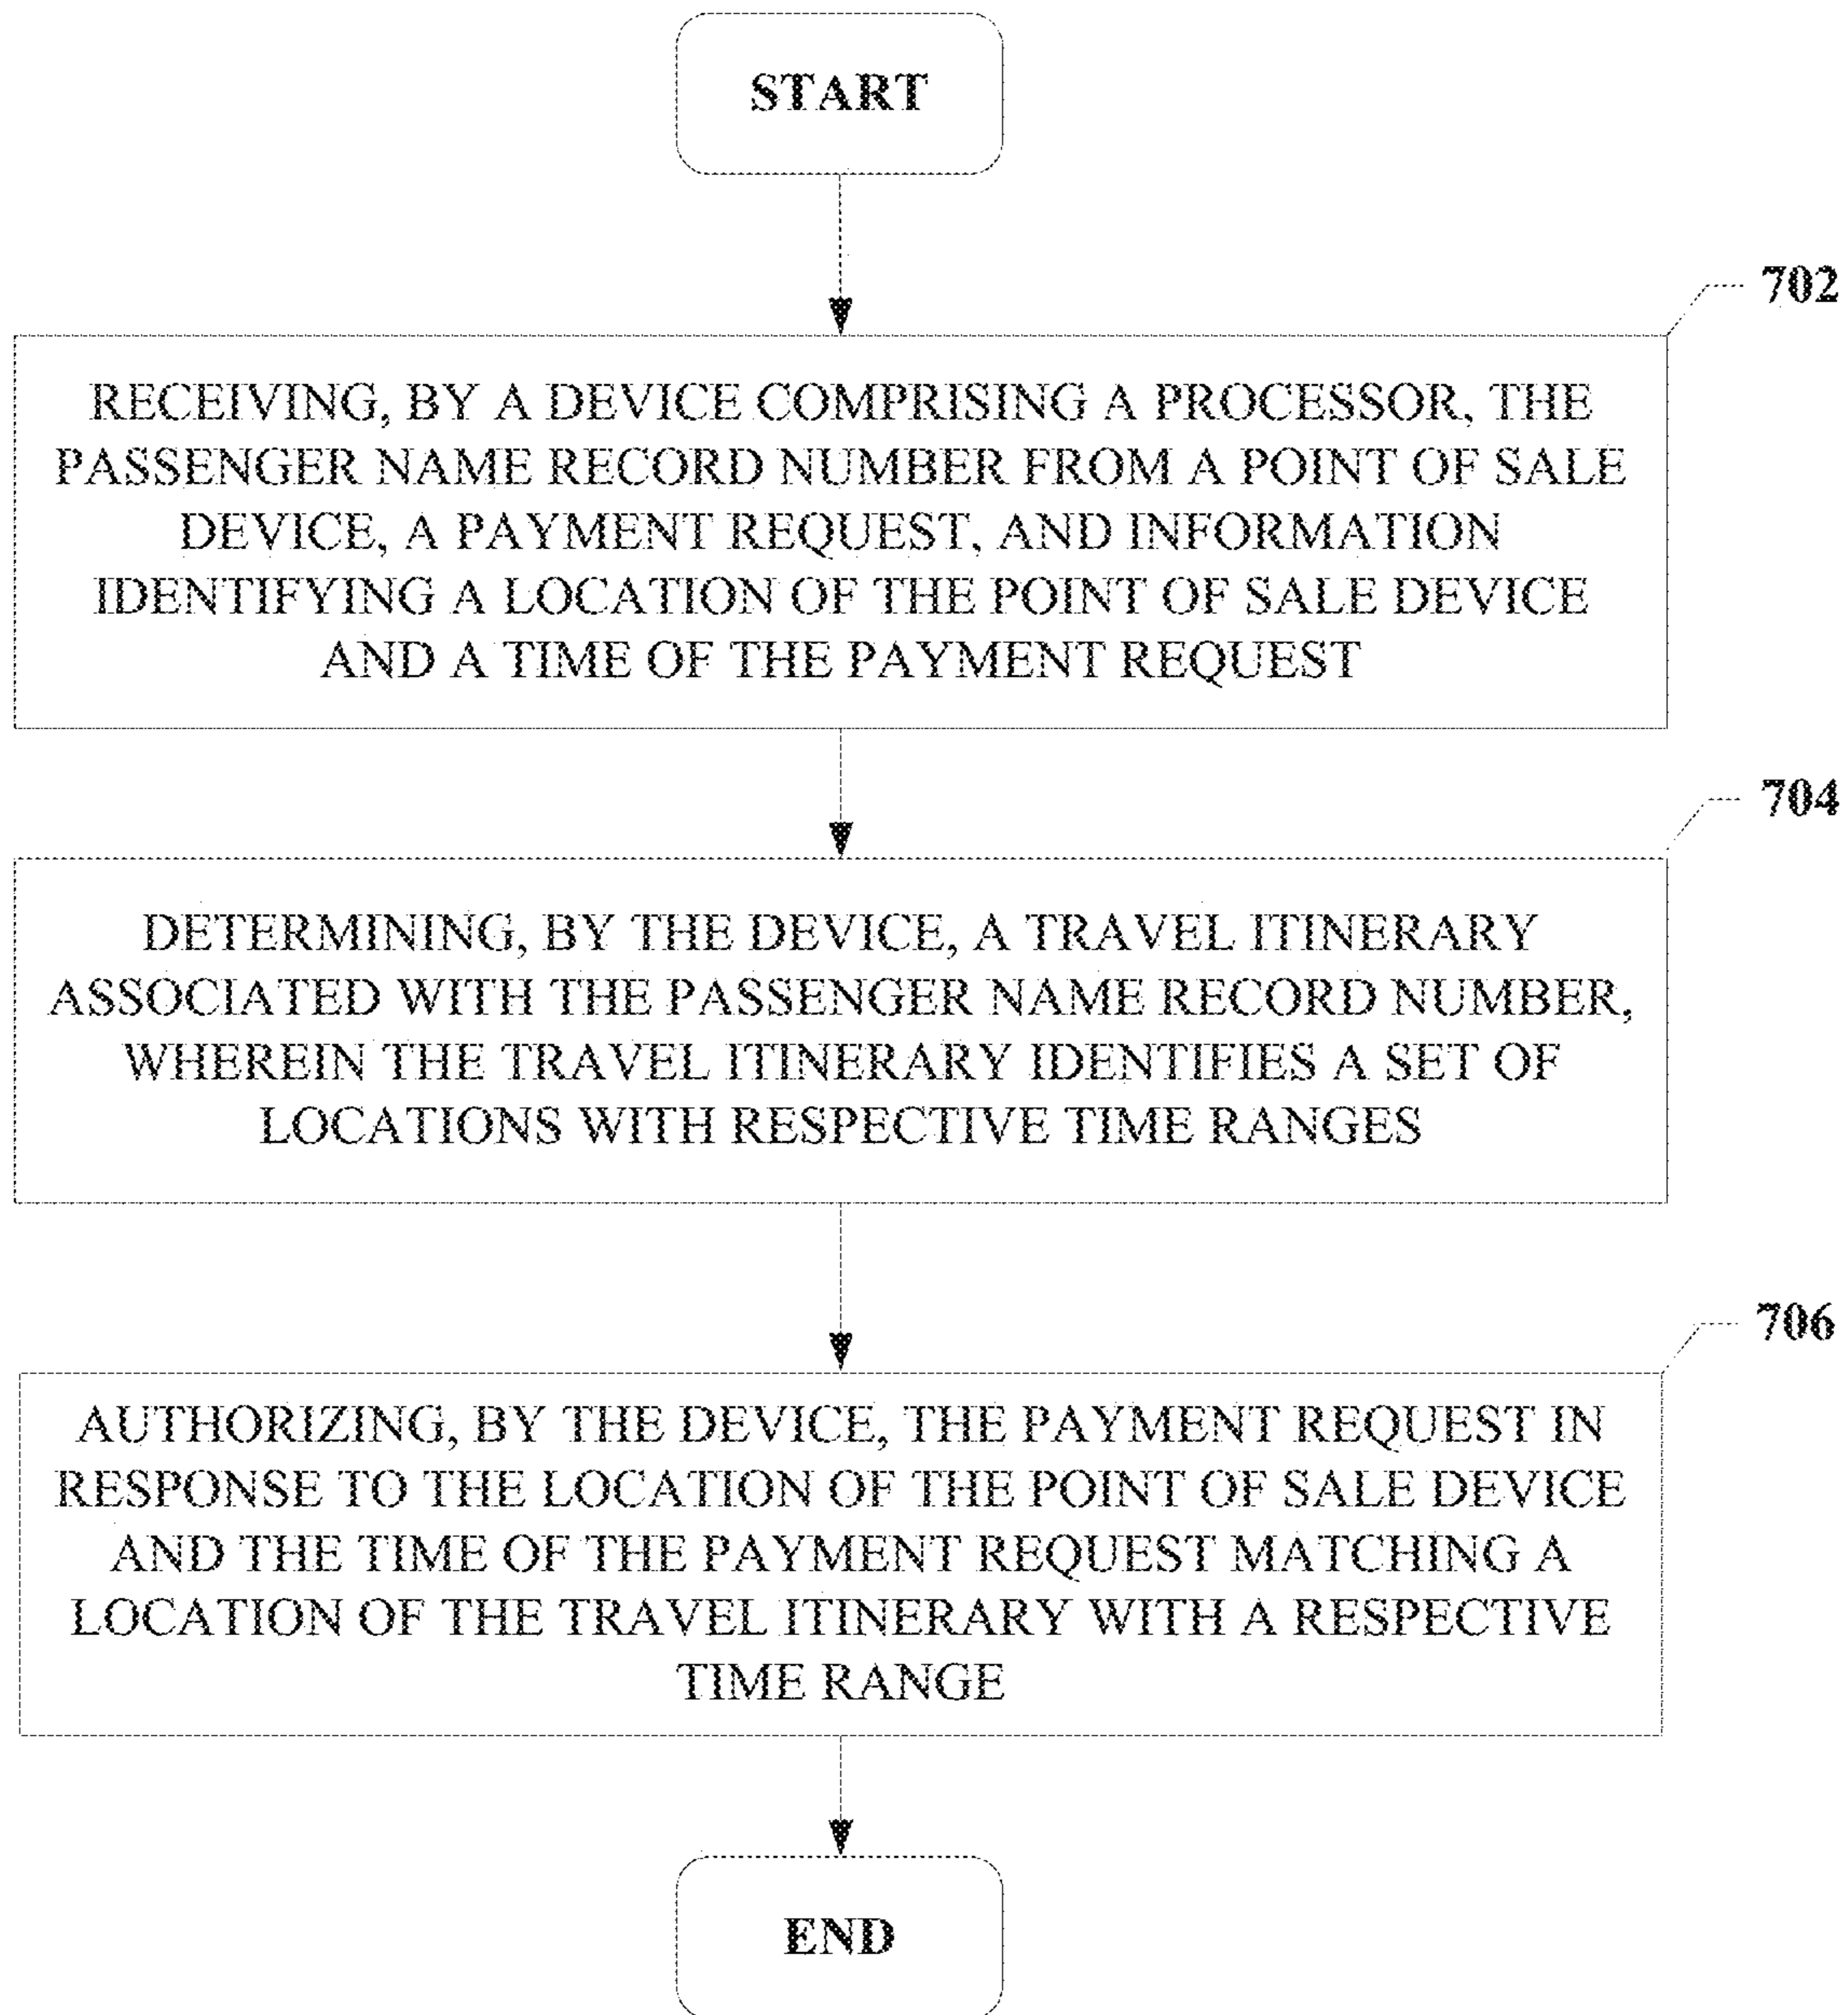 START
702
RECEIVING, BY A DEVICE COMPRISING A PROCESSOR, THE
PASSENGER NAME RECORD NUMBER FROM A POINT OF SALE
DEVICE, A PAYMENT REQUEST, AND INFORMATION
IDENTIFYING A LOCATION OF THE POINT OF SALE DEVICE
AND A TIME OF THE PAYMENT REQUEST
704
DETERMINING, BY THE DEVICE, A TRAVEL ITINERARY
ASSOCIATED WITH THE PASSENGER NAME RECORD NUMBER,
WHEREIN THE TRAVEL ITINERARY IDENTIFIES A SET OF
LOCATIONS WITH RESPECTIVE TIME RANGES
706
AUTHORIZING, BY THE DEVICE, THE PAYMENT REQUEST IN
RESPONSE TO THE LOCATION OF THE POINT OF SALE DEVICE
AND THE TIME OF THE PAYMENT REQUEST MATCHING A
LOCATION OF THE TRAVEL ITINERARY WITH A RESPECTIVE
TIME RANGE
END